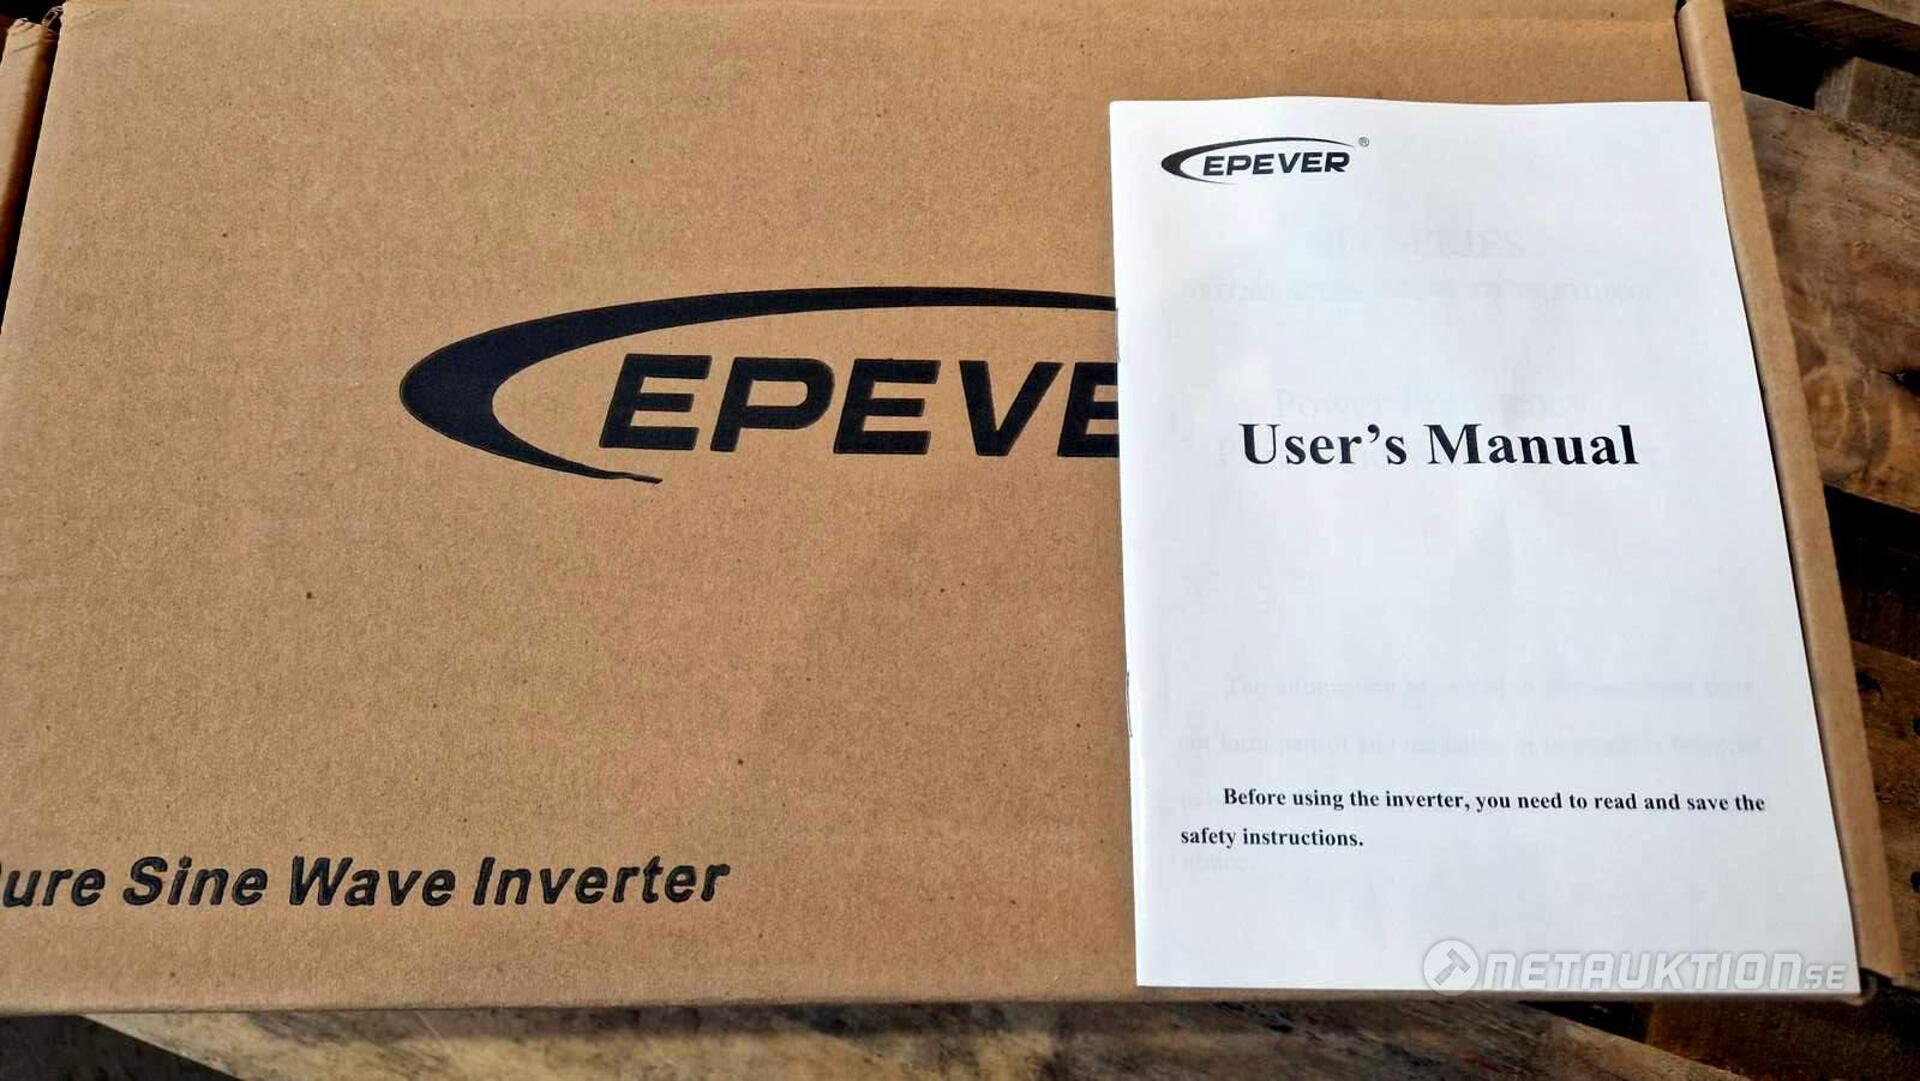 EPEVER®
EPEVE
User's Manual
Before using the inverter, you need to read and save the
safety instructions.
ure Sine Wave Inverter
NETAUKTION.SE